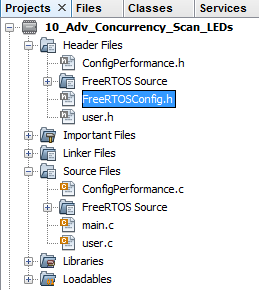 Projects Files Classes Services
10_Adv_Concurrency_Scan_LEDs
Header Files
ConfigPerformance.h
FreeRTOS Source
FreeRTOSConfig.h
user.h
Important Files
Linker Files
Source Files
ConfigPerformance.c
FreeRTOS Source
main.c
user.c
Libraries
Loadables